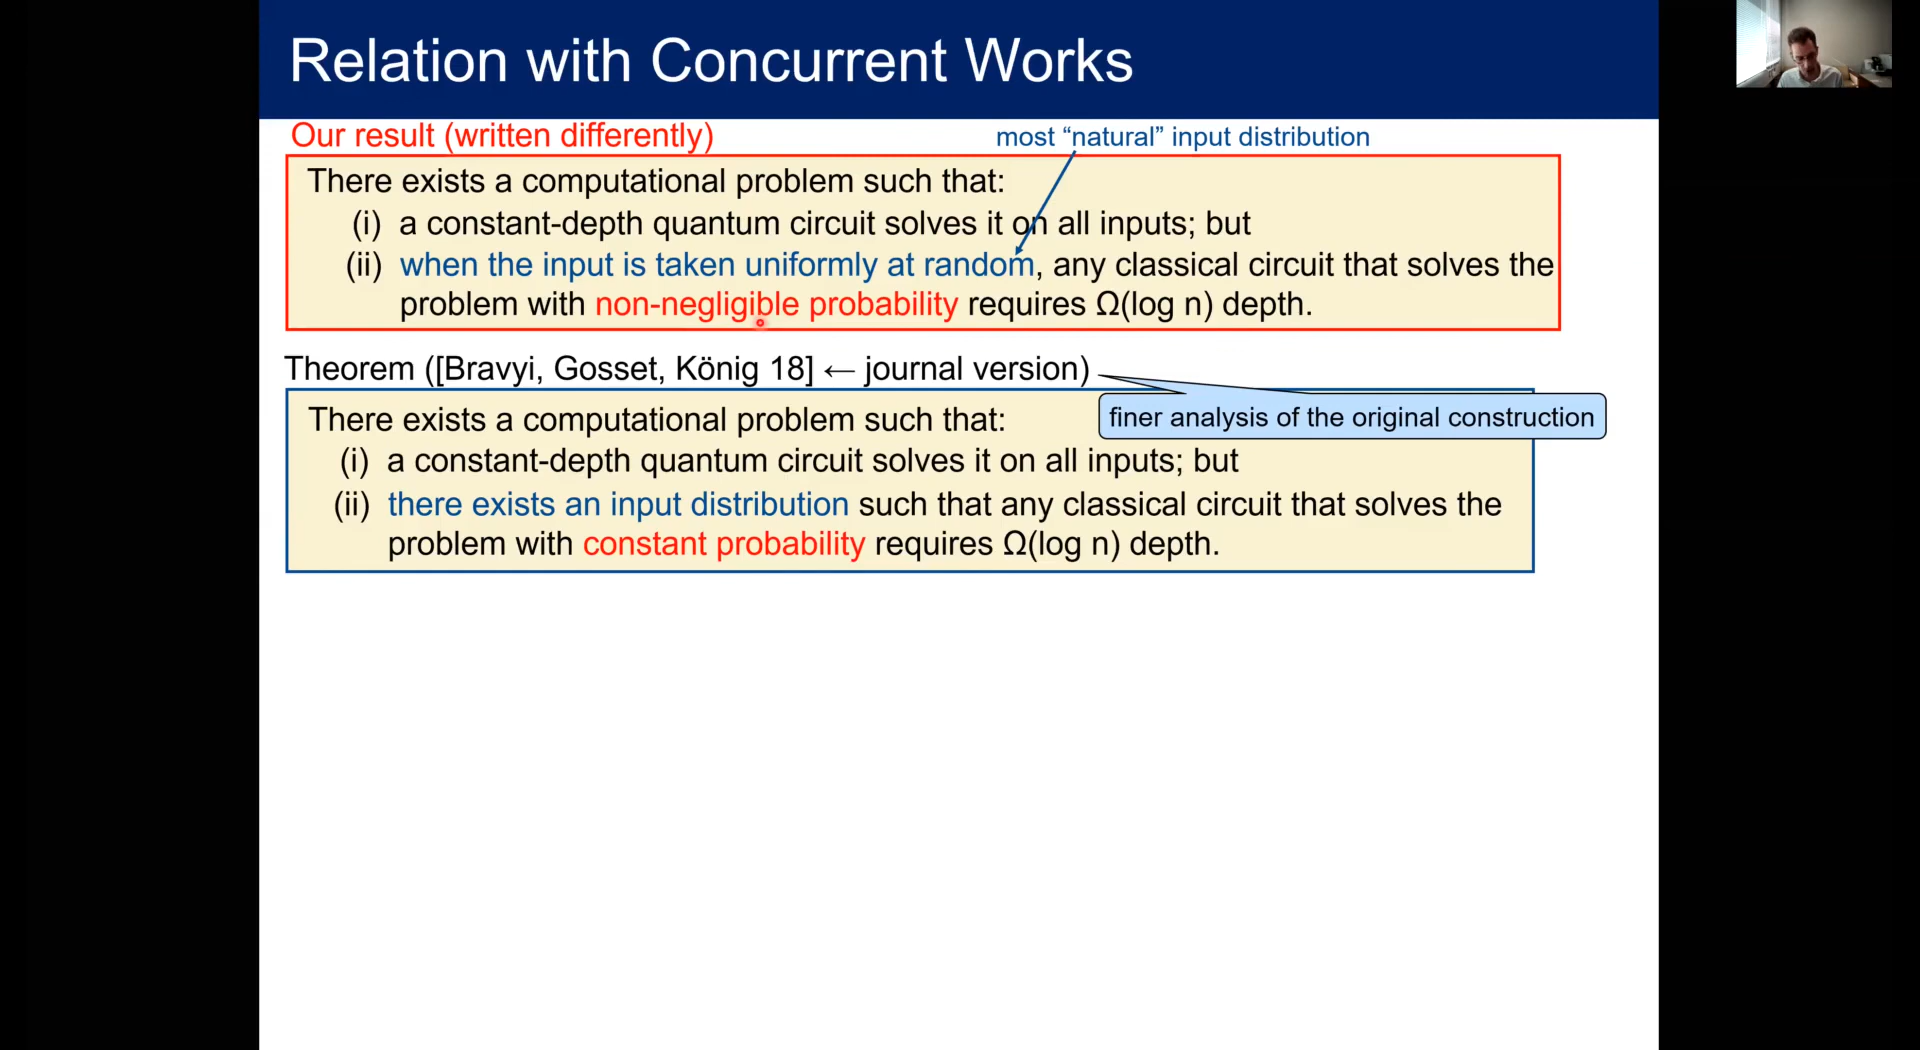 Relation with Concurrent Works
Our result (written differently)
most “natural” input distribution
There exists a computational problem such that:
(i) a constant-depth quantum circuit solves it on all inputs; but
(ii) when the input is taken uniformly at random, any classical circuit that solves the
problem with non-negligible probability requires Ω(log n) depth.
Theorem ([Bravyi, Gosset, König 18] ← journal version)
finer analysis of the original construction
There exists a computational problem such that:
(i) a constant-depth quantum circuit solves it on all inputs; but
(ii) there exists an input distribution such that any classical circuit that solves the
problem with constant probability requires Ω(log n) depth.